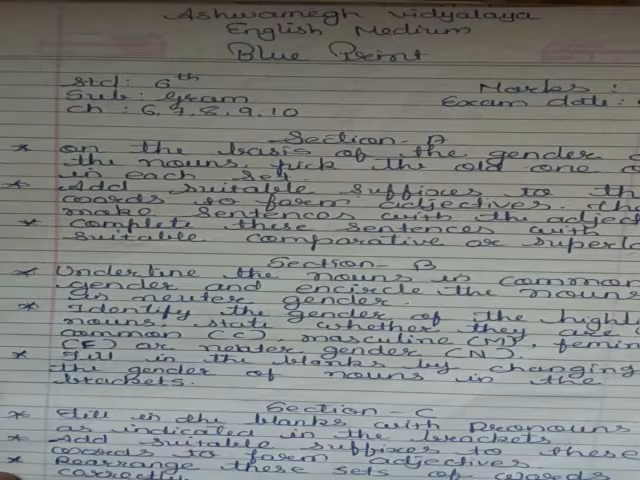 Ashwamegh Vidyalaya
English Medium
Blue Print
Std : 6th
Marks :
Sub : gram
Exam date :
Ch : 6, 7, 8, 9, 10
Section - A
* On the basis of the gender
the nouns, pick the old one
in each set.
* Add suitable suffixes to th
words to form adjectives. tha
make sentences with the adject
* Complete these sentences with
suitable comparative or superla
Section - B
* Underline the nouns in common
gender and encircle the nouns
in neuter gender.
* Identify the gender of the highli
nouns, state whether they are
common (C), masculine (M), femin
(F) or neuter gender (N).
* Fill in the blanks by changing
the gender of nouns in the
brackets.
Section - C
* Fill in the blanks with Pronouns
as indicated in the brackets
* Add suitable suffixes to these
words to form adjectives
* Rearrange these sets of words
correctly.